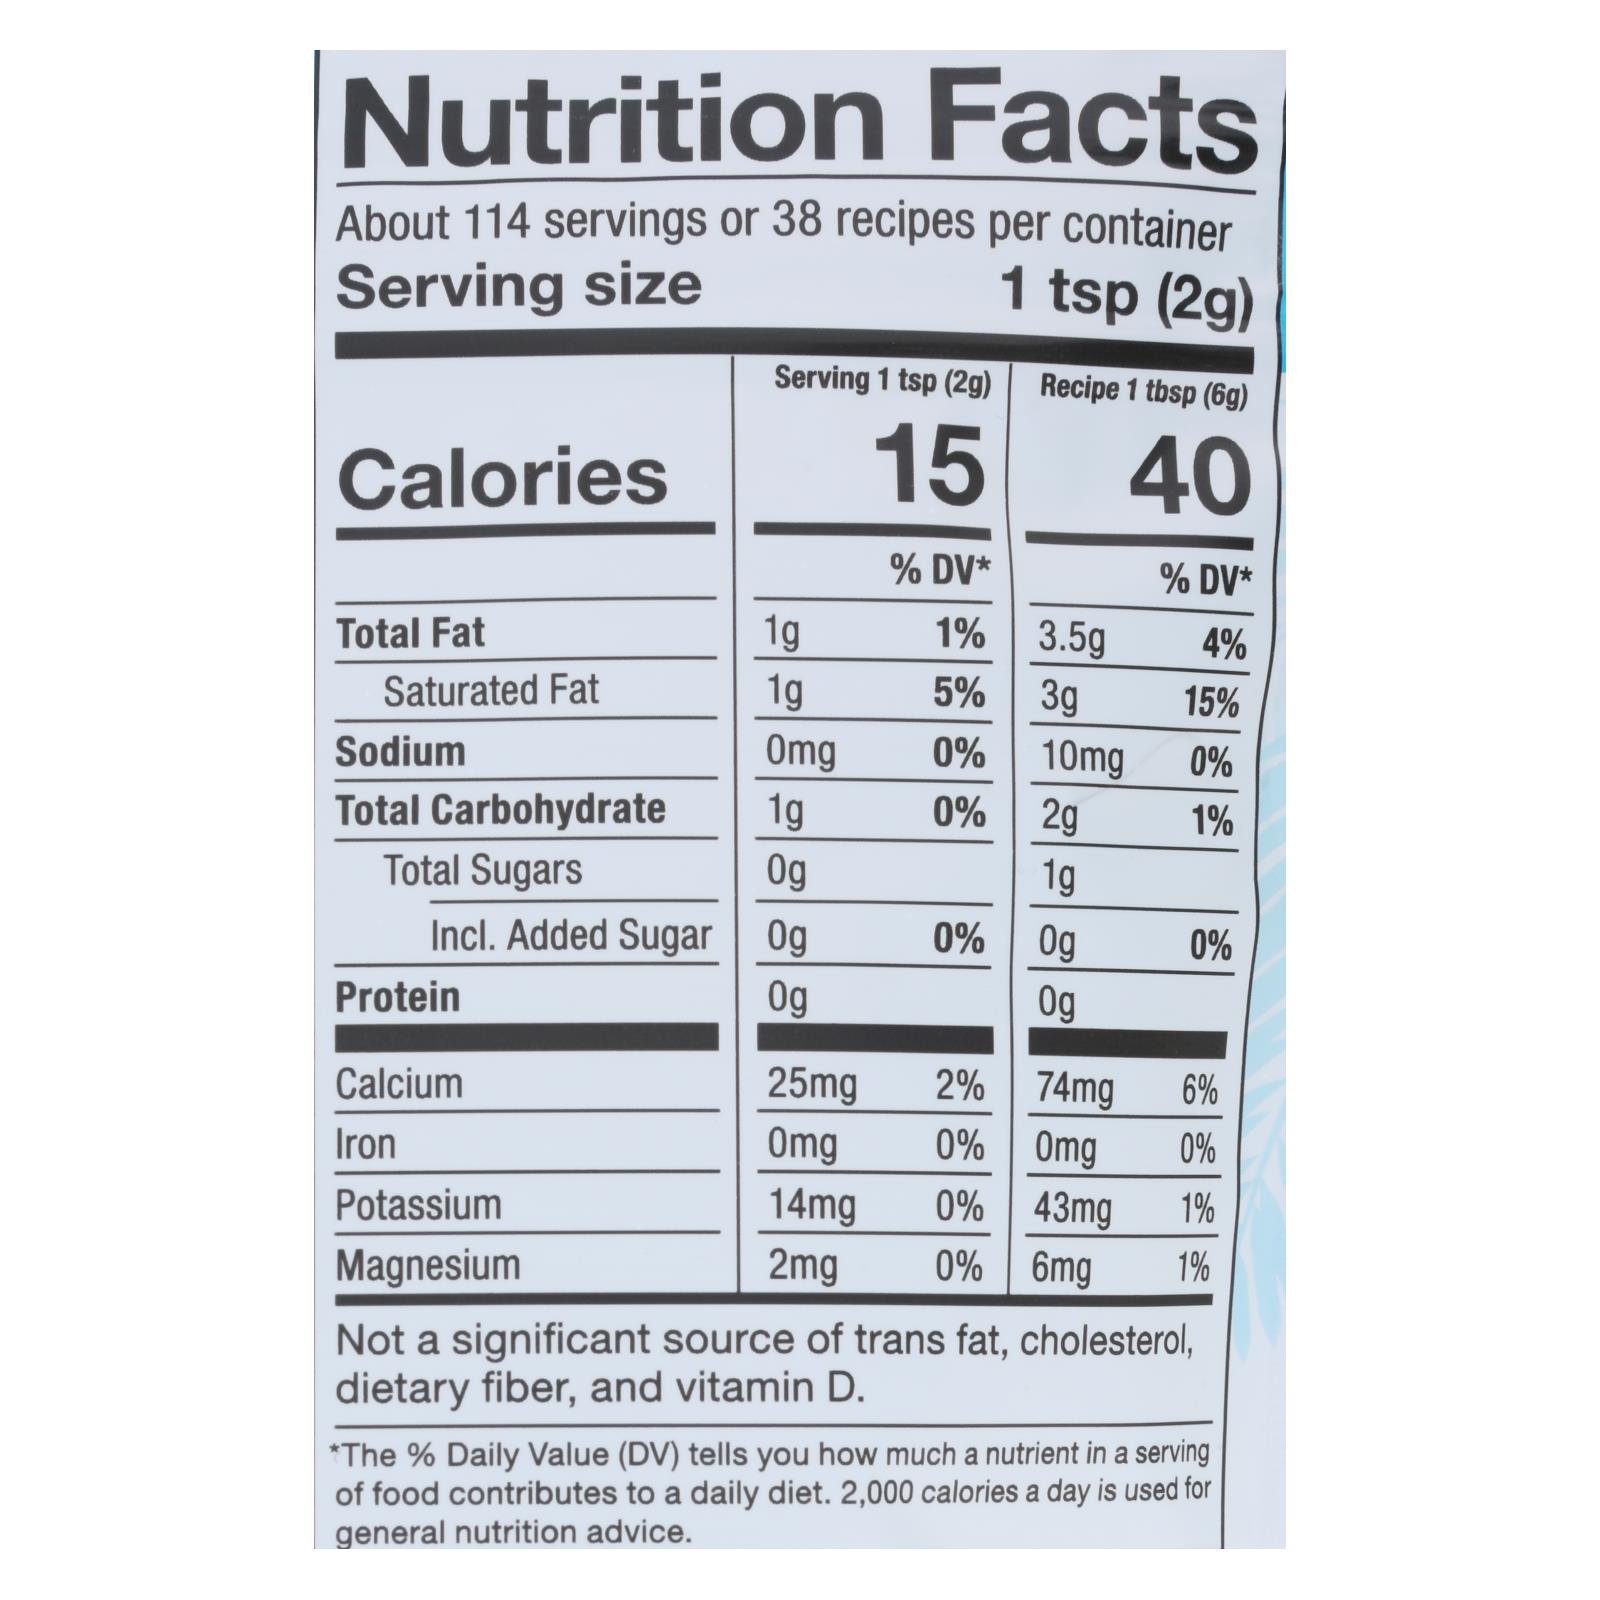 Nutrition Facts
About 114 servings or 38 recipes per container
Serving size 1 tsp (2g)
Serving 1 tsp (2g) Recipe 1 tbsp (6g)
Calories 15 40
% DV* % DV*
Total Fat 1g 1% 3.5g 4%
Saturated Fat 1g 5% 3g 15%
Sodium 0mg 0% 10mg 0%
Total Carbohydrate 1g 0% 2g 1%
Total Sugars 0g 1g
Incl. Added Sugar 0g 0% 0g 0%
Protein 0g 0g
Calcium 25mg 2% 74mg 6%
Iron 0mg 0% 0mg 0%
Potassium 14mg 0% 43mg 1%
Magnesium 2mg 0% 6mg 1%
Not a significant source of trans fat, cholesterol,
dietary fiber, and vitamin D.
*The % Daily Value (DV) tells you how much a nutrient in a serving
of food contributes to a daily diet. 2,000 calories a day is used for
general nutrition advice.